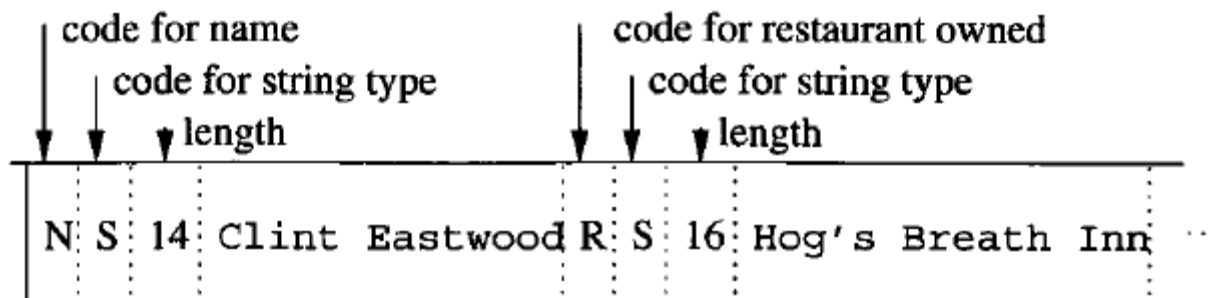 code for name code for restaurant owned
code for string type code for string type
length length
N S 14 Clint Eastwood R S 16 Hog's Breath Inn ..